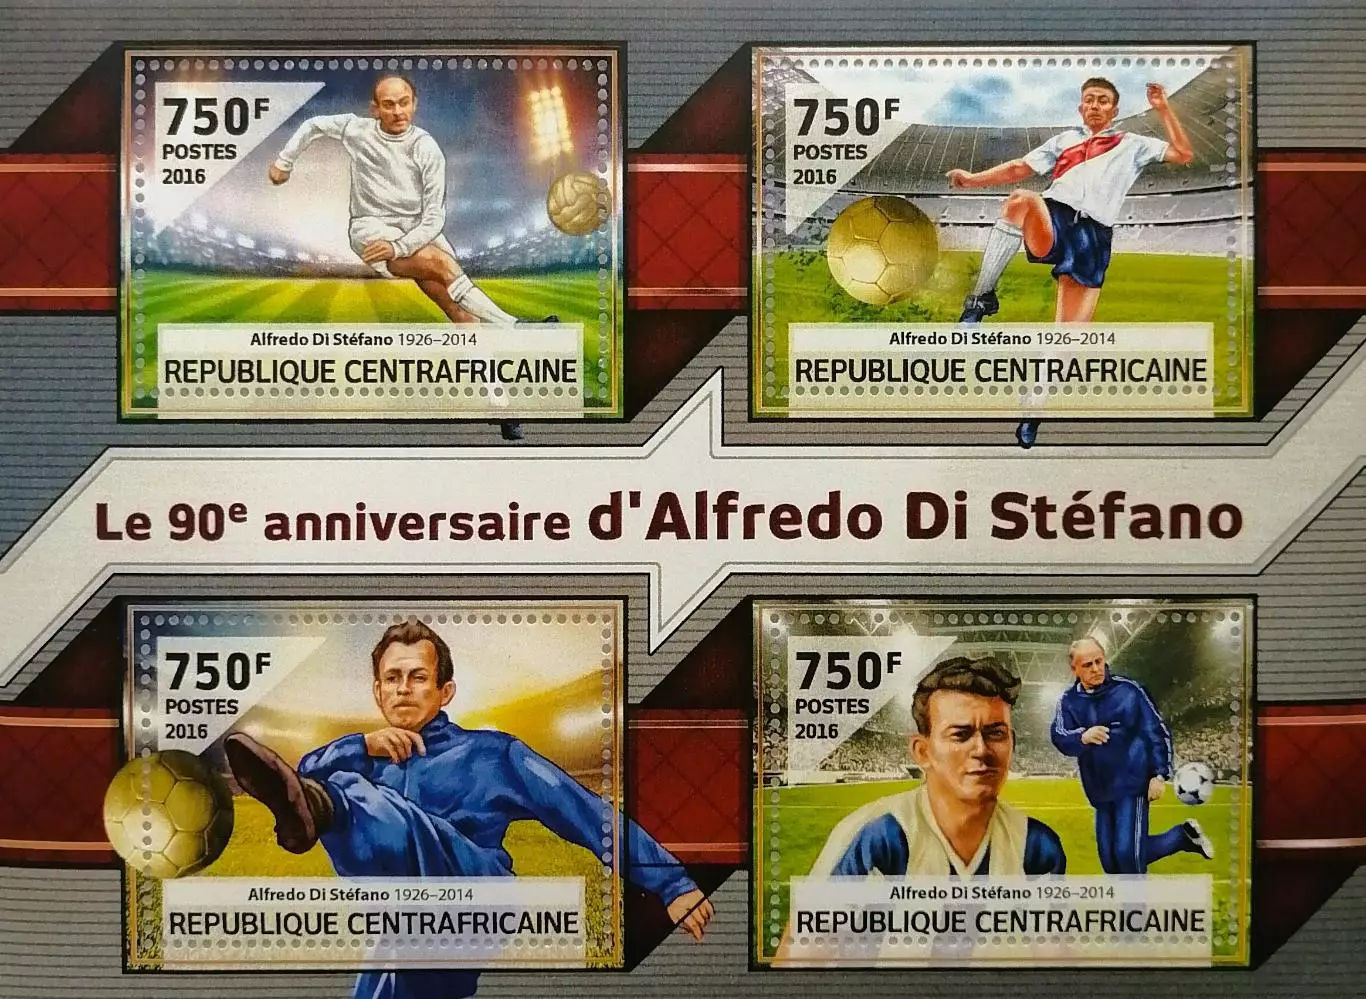 750F
POSTES
2016
Alfredo Di Stéfano 1926–2014
REPUBLIQUE CENTRAFRICAINE
750F
POSTES
2016
Alfredo Di Stéfano 1926–2014
REPUBLIQUE CENTRAFRICAINE
Le 90e anniversaire d'Alfredo Di Stéfano
750F
POSTES
2016
Alfredo Di Stéfano 1926–2014
REPUBLIQUE CENTRAFRICAINE
750F
POSTES
2016
Alfredo Di Stéfano 1926–2014
REPUBLIQUE CENTRAFRICAINE